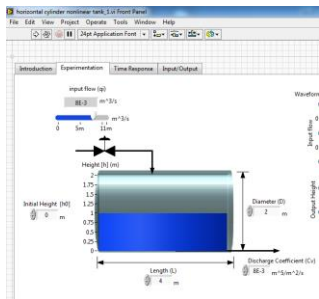 horizontal cylinder nonlinear tank_1.vi Front Panel
File Edit View Project Operate Tools Window Help
24pt Application Font
Introduction Experimentation Time Response Input/Output
input flow (qi)
8E-3 m^3/s
m^3/s
0 5m 11m
Waveform
Height [h] (m)
2
1.75
1.5
1.25
1
0.75
0.5
0.25
0
Input flow
Output Height
Initial Height (h0)
0 m
Diameter (D)
2 m
Length (L)
4 m
Discharge Coefficient (Cv)
8E-3 m^5/m^2/s